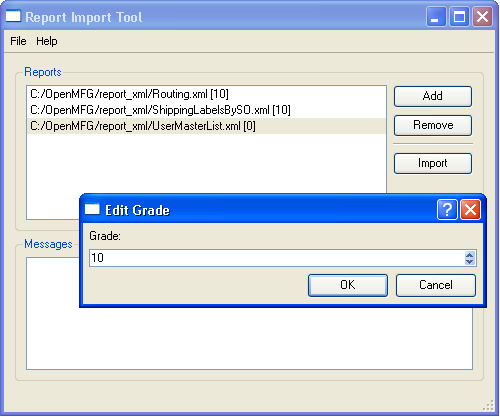 Report Import Tool
File Help
Reports
C:/OpenMFG/report_xml/Routing.xml [10]
C:/OpenMFG/report_xml/ShippingLabelsBySO.xml [10]
C:/OpenMFG/report_xml/UserMasterList.xml [0]
Add
Remove
Import
Edit Grade
Grade:
10
OK Cancel
Messages